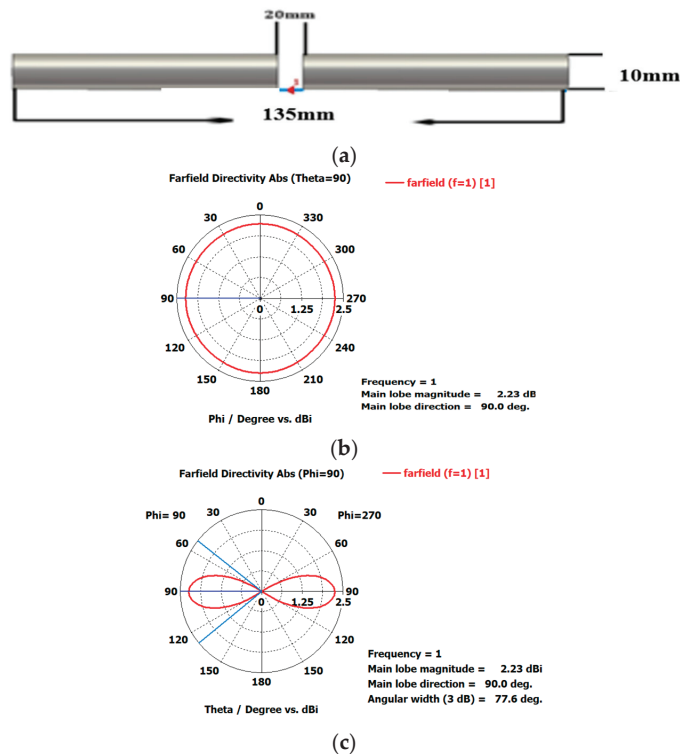 20mm
10mm
135mm
(a)
Farfield Directivity Abs (Theta=90)
farfield (f=1) [1]
0
30 330
60 300
90 0 1.25 2.5 270
120 240
150 210
180
Frequency = 1
Main lobe magnitude = 2.23 dB
Main lobe direction = 90.0 deg.
Phi / Degree vs. dBi
(b)
Farfield Directivity Abs (Phi=90)
farfield (f=1) [1]
Phi= 90 0 Phi=270
30 30
60 60
90 0 1.25 2.5 90
120 120
150 150
180
Frequency = 1
Main lobe magnitude = 2.23 dBi
Main lobe direction = 90.0 deg.
Angular width (3 dB) = 77.6 deg.
Theta / Degree vs. dBi
(c)